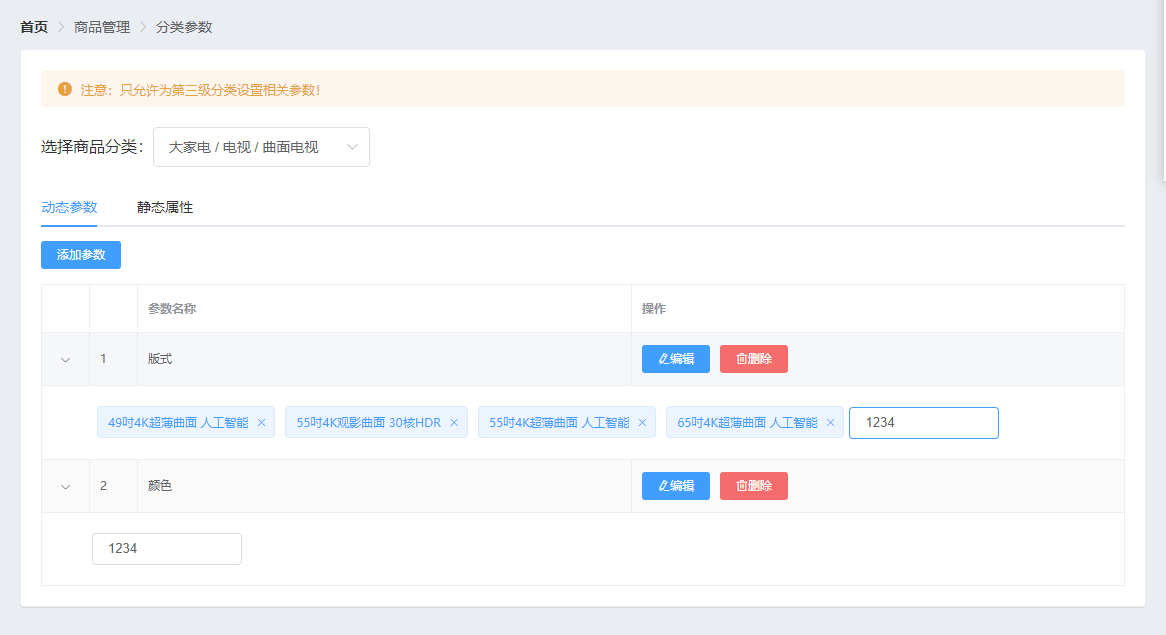 首页 > 商品管理 > 分类参数
注意：只允许为第三级分类设置相关参数!
选择商品分类： 大家电 / 电视 / 曲面电视
动态参数 静态属性
添加参数
参数名称 操作
1 版式 编辑 删除
49吋4K超薄曲面 人工智能 × 55吋4K观影曲面 30核HDR × 55吋4K超薄曲面 人工智能 × 65吋4K超薄曲面 人工智能 × 1234
2 颜色 编辑 删除
1234